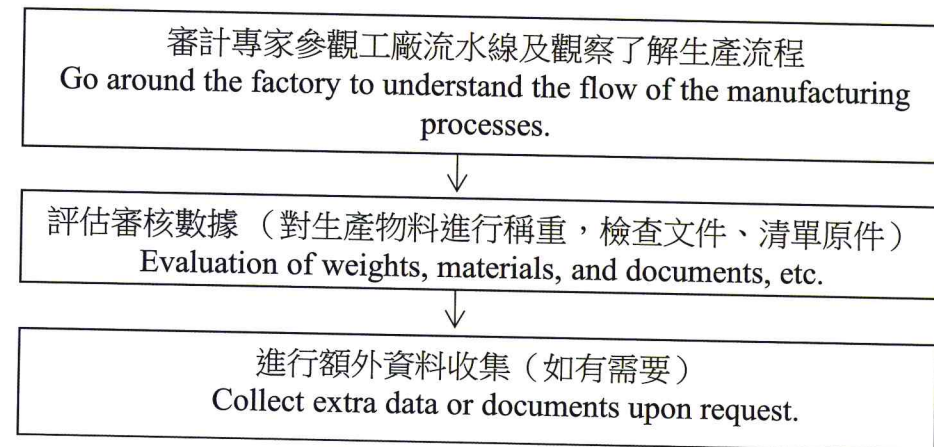 審計專家參觀工廠流水線及觀察了解生產流程
Go around the factory to understand the flow of the manufacturing
processes.
評估審核數據（對生產物料進行稱重，檢查文件、清單原件）
Evaluation of weights, materials, and documents, etc.
進行額外資料收集（如有需要）
Collect extra data or documents upon request.